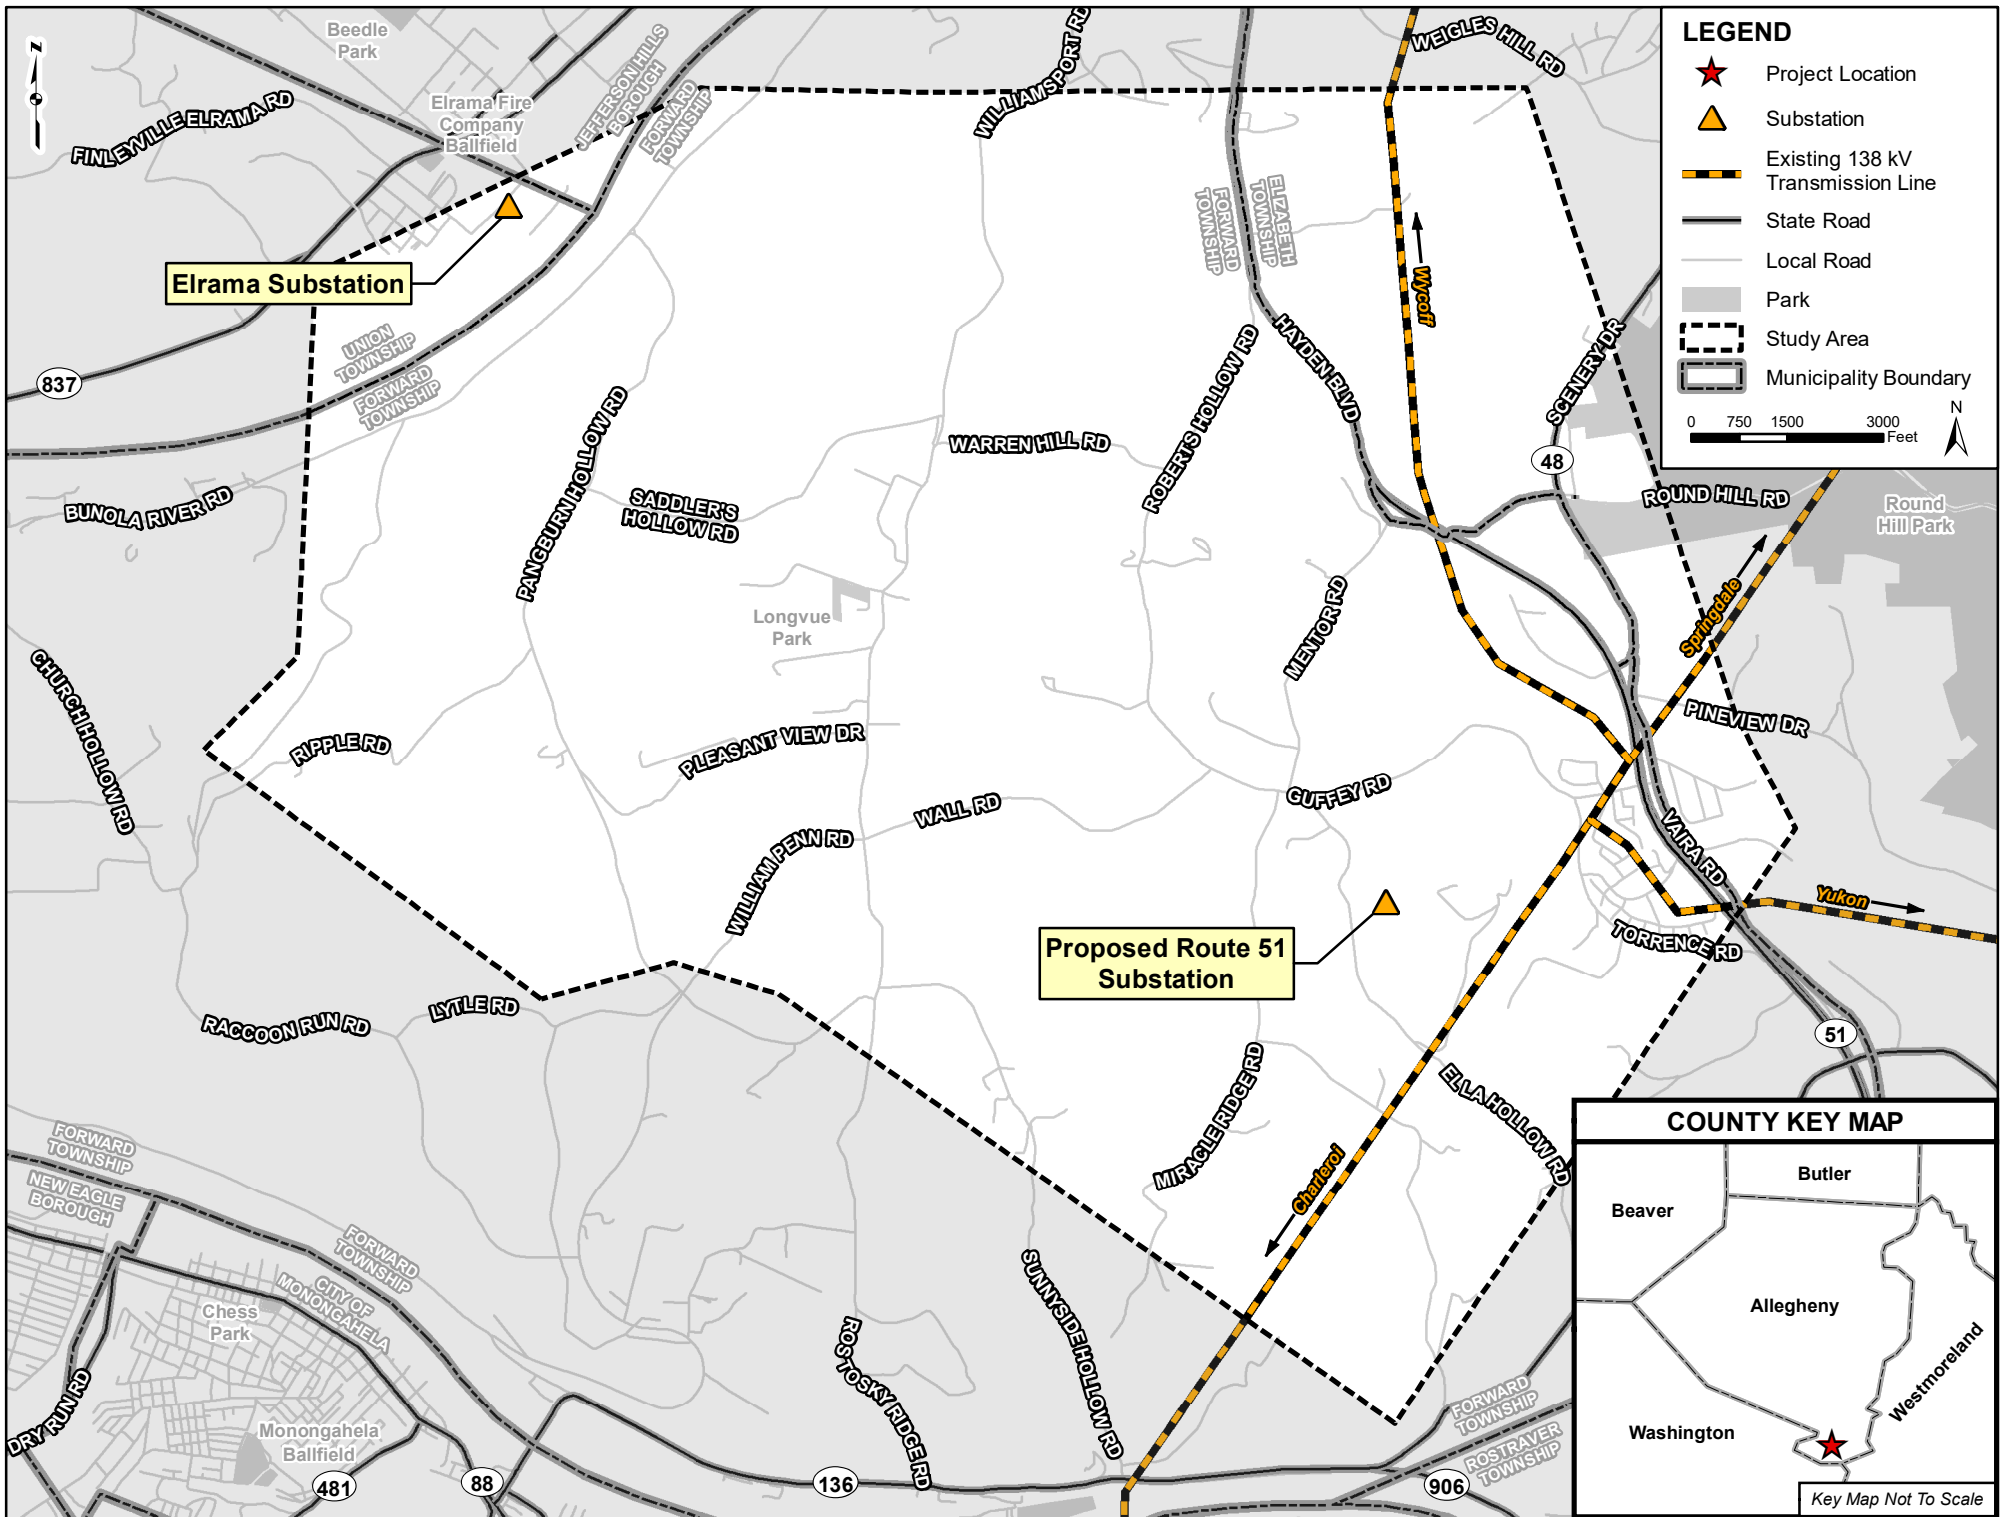 Beedle
Park
WILLIAMSPORT RD
WEIGLES HILL RD
Z
FINLEYVILLE ELRAMA RD
Elrama Fire
Company
Ballfield
JEFFERSON HILLS
BOROUGH
FORWARD
TOWNSHIP
FORWARD
TOWNSHIP
ELIZABETH
TOWNSHIP
Elrama Substation
Wycoff
UNION
TOWNSHIP
FORWARD
TOWNSHIP
837
HAYDEN BLVD
SCENERY DR
ROBERTS HOLLOW RD
PANGBURN HOLLOW RD
WARREN HILL RD
48
BUNOLA RIVER RD
SADDLER'S
HOLLOW RD
ROUND HILL RD
Round
Hill Park
Longvue
Park
MENTOR RD
Springdale
CHURCH HOLLOW RD
RIPPLE RD
PLEASANT VIEW DR
PINEVIEW DR
GUFFEY RD
WALL RD
WILLIAM PENN RD
VAIRA RD
Yukon
Proposed Route 51
Substation
TORRENCE RD
LYTLE RD
RACCOON RUN RD
51
MIRACLE RIDGE RD
ELLA HOLLOW RD
Charleroi
FORWARD
TOWNSHIP
NEW EAGLE
BOROUGH
FORWARD
TOWNSHIP
CITY OF
MONONGAHELA
Chess
Park
SUNNYSIDE HOLLOW RD
ROSTOSKY RIDGE RD
DRY RUN RD
Monongahela
Ballfield
481
88
136
906
FORWARD
TOWNSHIP
ROSTRAVER
TOWNSHIP
LEGEND
Project Location
Substation
Existing 138 kV
Transmission Line
State Road
Local Road
Park
Study Area
Municipality Boundary
0 750 1500 3000
Feet
N
COUNTY KEY MAP
Butler
Beaver
Allegheny
Westmoreland
Washington
Key Map Not To Scale